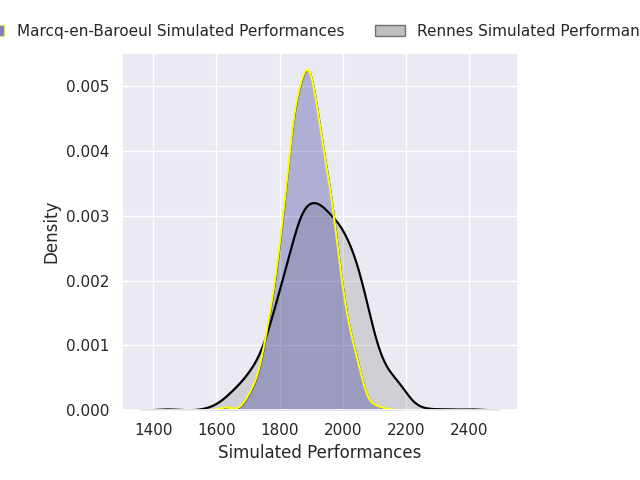 Marcq-en-Baroeul Simulated Performances
Rennes Simulated
0.005
0.004
0.003
0.002
0.001
0.000
Density
1400 1600 1800 2000 2200 2400
Simulated Performances